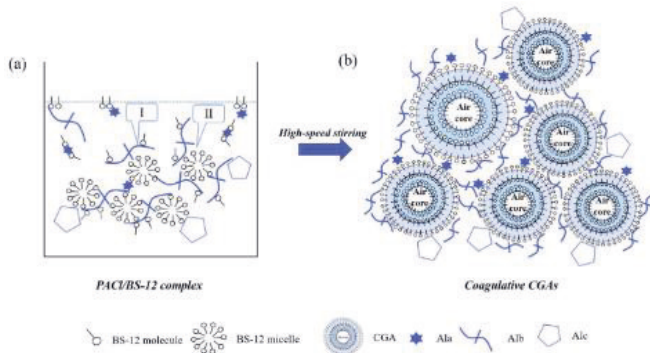 (a)
(b)
I
II
High-speed stirring
Air
core
Air
core
Air
core
Air
core
Air
core
Air
core
PACl/BS-12 complex
Coagulative CGAs
BS-12 molecule
BS-12 micelle
CGA
Ala
Alb
Alc